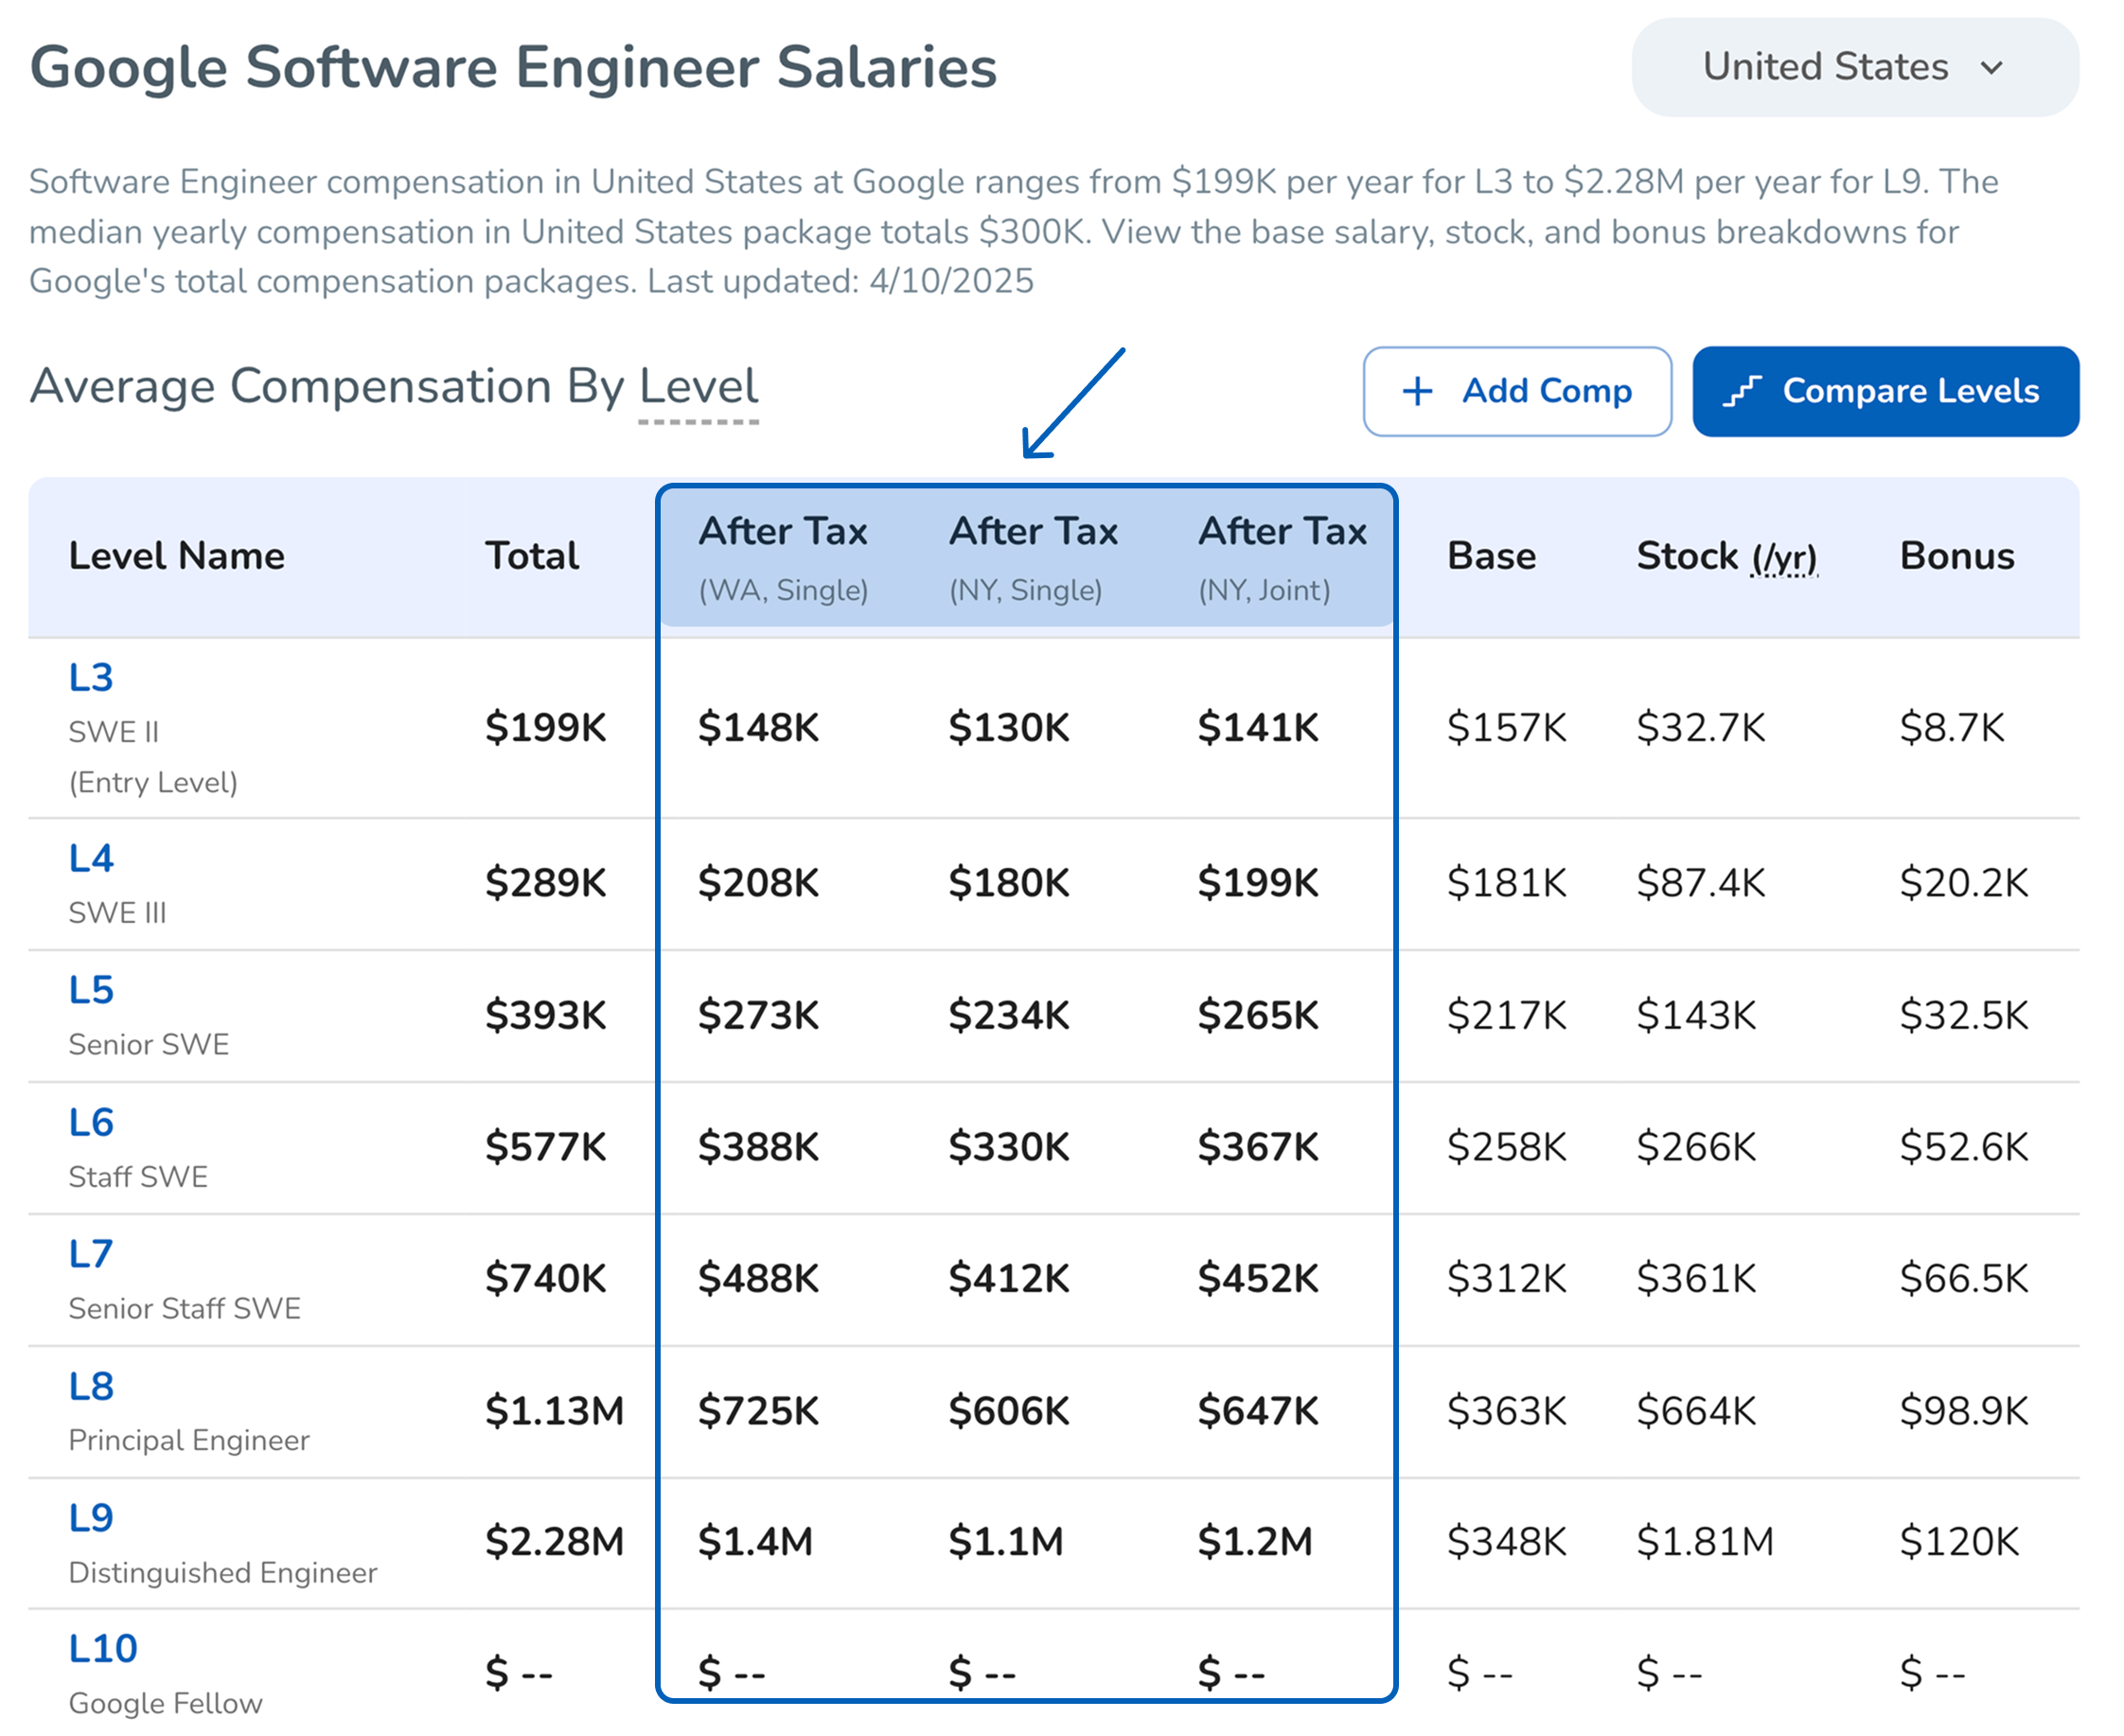 Google Software Engineer Salaries
United States
Software Engineer compensation in United States at Google ranges from $199K per year for L3 to $2.28M per year for L9. The
median yearly compensation in United States package totals $300K. View the base salary, stock, and bonus breakdowns for
Google's total compensation packages. Last updated: 4/10/2025
Average Compensation By Level
+ Add Comp
Compare Levels
Level Name Total After Tax After Tax After Tax Base Stock (/yr) Bonus
(WA, Single) (NY, Single) (NY, Joint)
L3
SWE II
(Entry Level)
$199K $148K $130K $141K $157K $32.7K $8.7K
L4
SWE III
$289K $208K $180K $199K $181K $87.4K $20.2K
L5
Senior SWE
$393K $273K $234K $265K $217K $143K $32.5K
L6
Staff SWE
$577K $388K $330K $367K $258K $266K $52.6K
L7
Senior Staff SWE
$740K $488K $412K $452K $312K $361K $66.5K
L8
Principal Engineer
$1.13M $725K $606K $647K $363K $664K $98.9K
L9
Distinguished Engineer
$2.28M $1.4M $1.1M $1.2M $348K $1.81M $120K
L10
Google Fellow
$ -- $ -- $ -- $ -- $ -- $ -- $ --